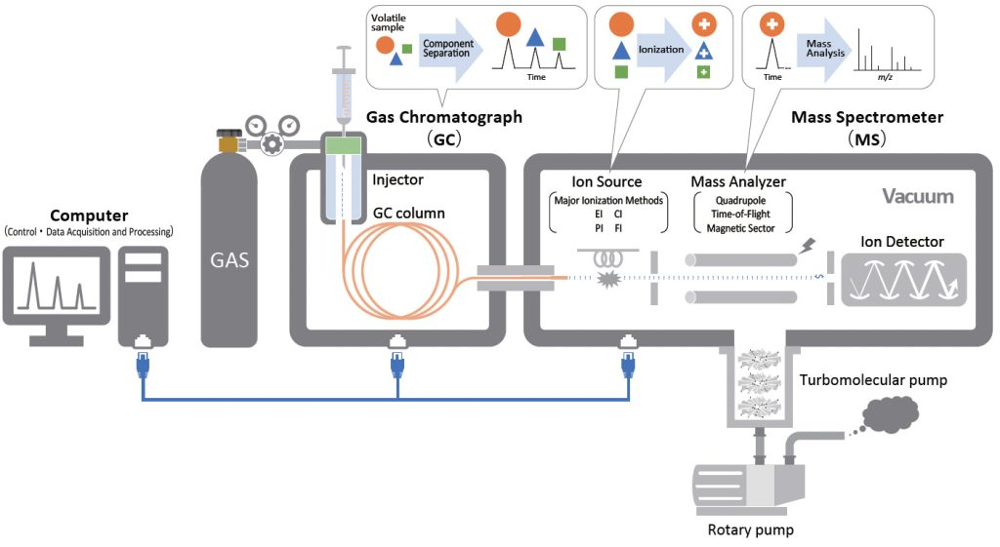 Volatile
sample
Component
Separation
Time
Ionization
Time
Mass
Analysis
m/z
Gas Chromatograph
（GC）
Mass Spectrometer
（MS）
Injector
GC column
Ion Source
Major Ionization Methods
EI CI
PI FI
Mass Analyzer
Quadrupole
Time-of-Flight
Magnetic Sector
Vacuum
Ion Detector
Computer
(Control・Data Acquisition and Processing)
GAS
Turbomolecular pump
Rotary pump